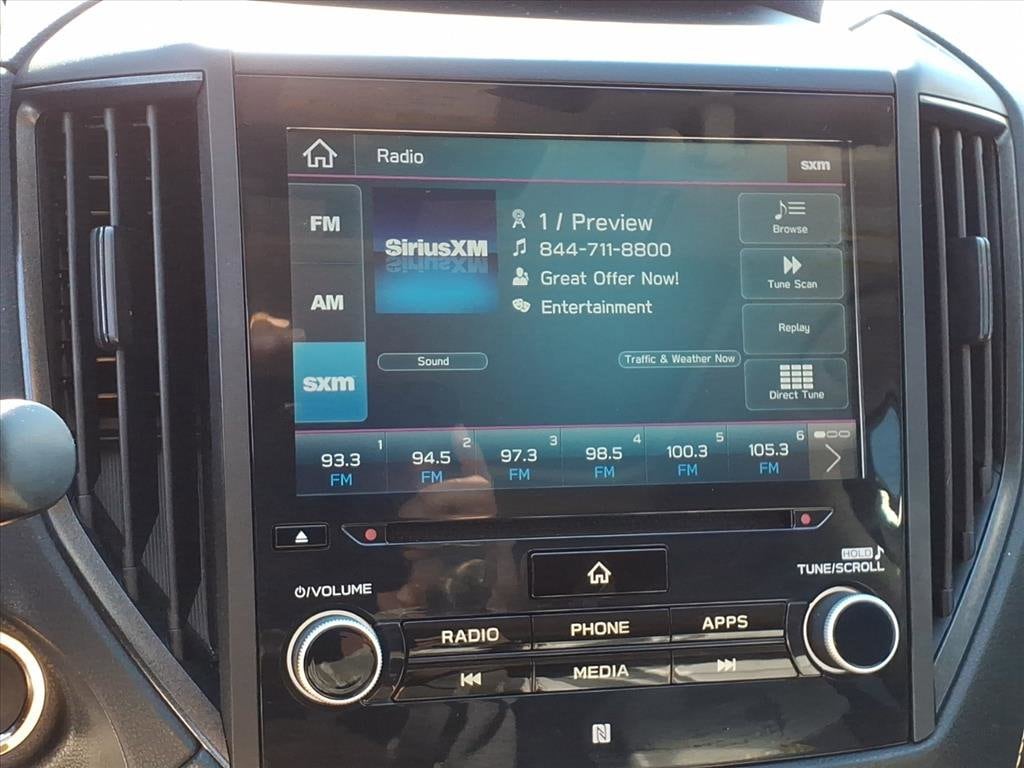 Radio
sxm
FM
AM
sxm
SiriusXM
1 / Preview
844-711-8800
Great Offer Now!
Entertainment
Browse
Tune Scan
Replay
Direct Tune
Sound
Traffic & Weather Now
1
93.3
FM
2
94.5
FM
3
97.3
FM
4
98.5
FM
5
100.3
FM
6
105.3
FM
/VOLUME
HOLD
TUNE/SCROLL
RADIO
PHONE
APPS
MEDIA
N